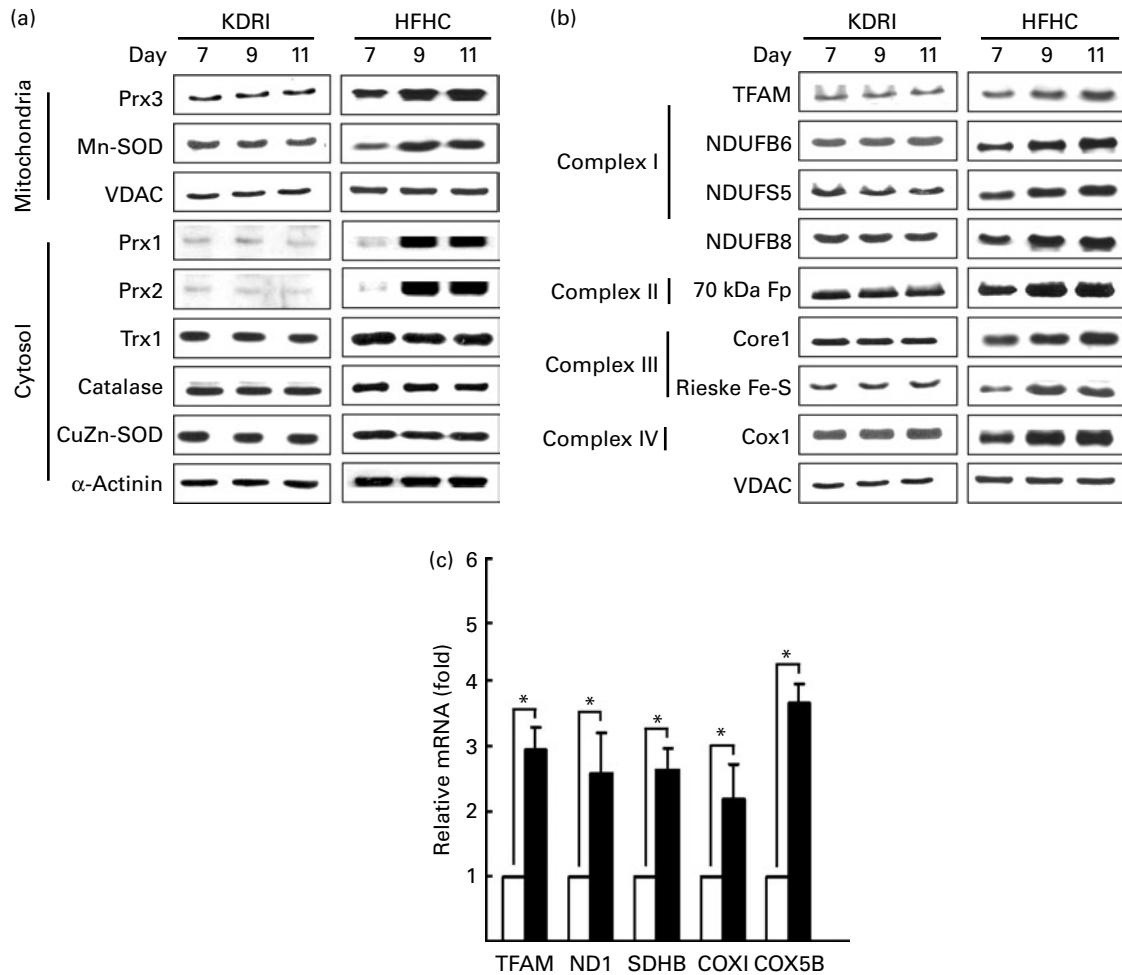 (a)
KDRI HFHC
Day 7 9 11 7 9 11
Mitochondria
Prx3
Mn-SOD
VDAC
Cytosol
Prx1
Prx2
Trx1
Catalase
CuZn-SOD
α-Actinin
(b)
KDRI HFHC
Day 7 9 11 7 9 11
TFAM
Complex I
NDUFB6
NDUFS5
NDUFB8
Complex II 70 kDa Fp
Complex III
Core1
Rieske Fe-S
Complex IV Cox1
VDAC
(c)
Relative mRNA (fold)
6
5
4
3
2
1
* * * * *
TFAM ND1 SDHB COXI COX5B